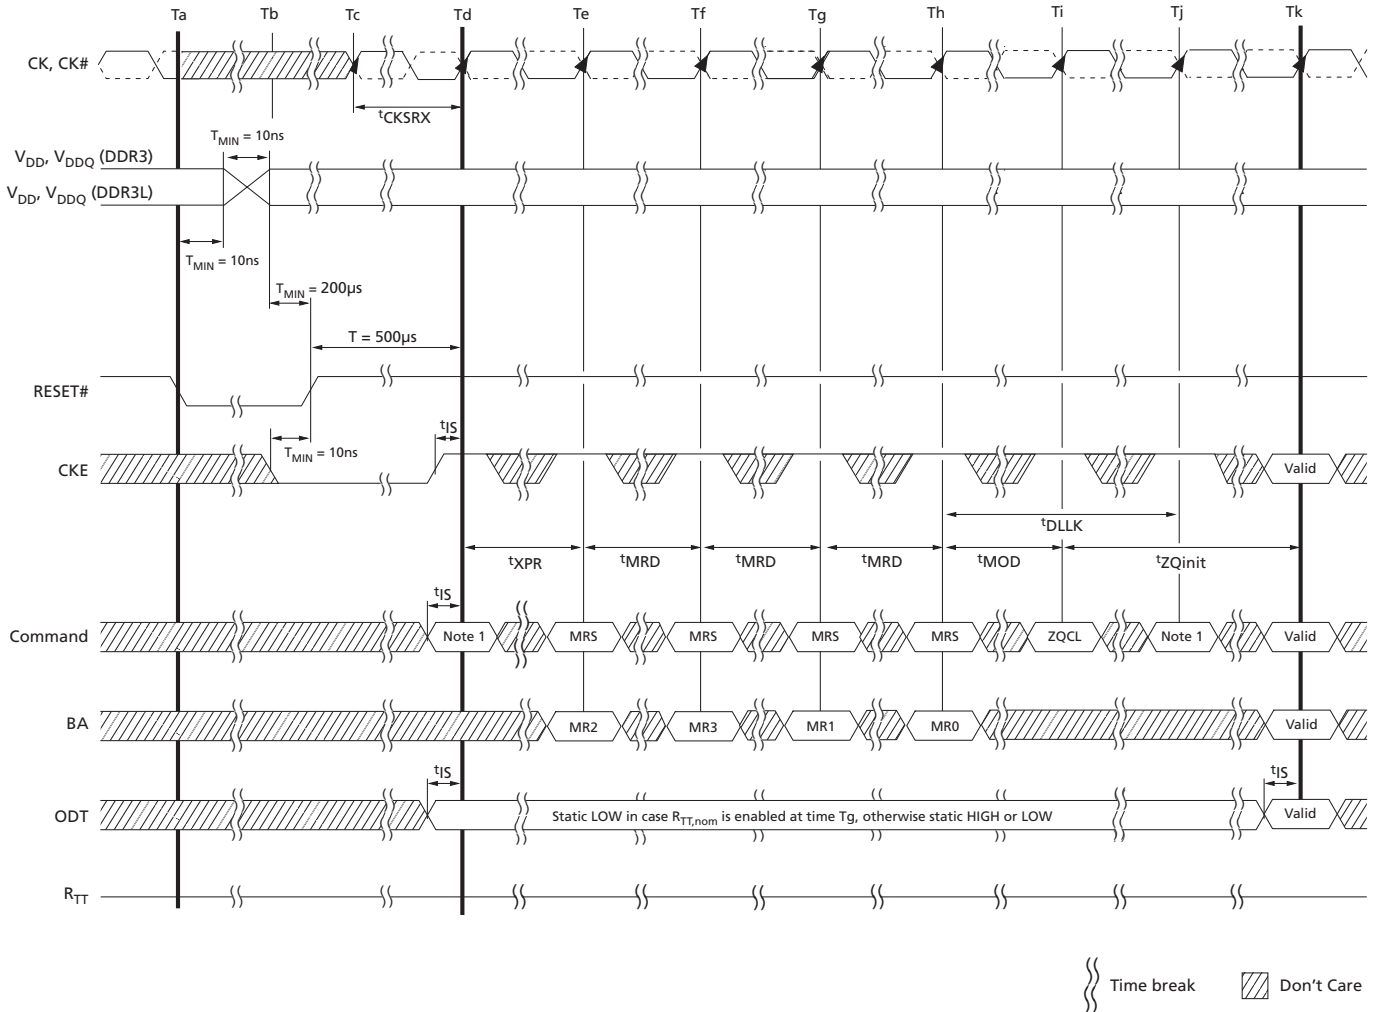 Ta Tb Tc Td Te Tf Tg Th Ti Tj Tk
CK, CK#
tCKSRX
TMIN = 10ns
VDD, VDDQ (DDR3)
VDD, VDDQ (DDR3L)
TMIN = 10ns
TMIN = 200µs
T = 500µs
RESET#
tIS
TMIN = 10ns
CKE
Valid
tDLLK
tXPR tMRD tMRD tMRD tMOD tZQinit
tIS
Command Note 1 MRS MRS MRS MRS ZQCL Note 1 Valid
BA MR2 MR3 MR1 MR0 Valid
tIS tIS
ODT Static LOW in case RTT,nom is enabled at time Tg, otherwise static HIGH or LOW Valid
RTT
Time break Don't Care